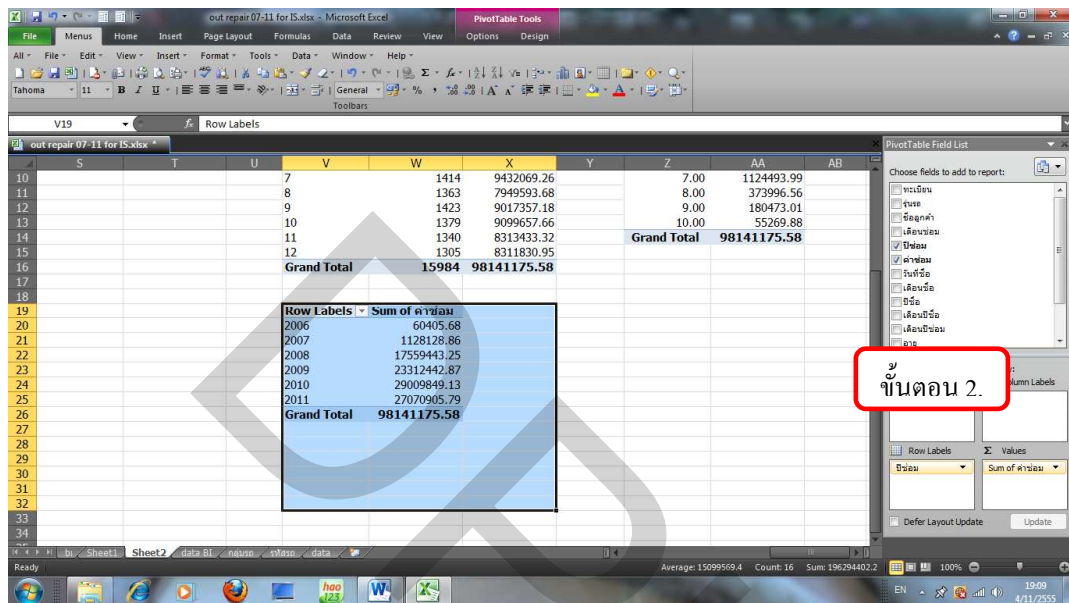 out repair 07-11 for IS.xlsx - Microsoft Excel
PivotTable Tools
File Menus Home Insert Page Layout Formulas Data Review View Options Design
All File Edit View Insert Format Tools Data Window Help
Tahoma 11 B I U General % ,
Toolbars
V19 fx Row Labels
out repair 07-11 for IS.xlsx *
PivotTable Field List
S T U V W X Y Z AA AB
Choose fields to add to report:
10 7 1414 9432069.26 7.00 1124493.99
11 8 1363 7949593.68 8.00 373996.56
12 9 1423 9017357.18 9.00 180473.01
13 10 1379 9099657.66 10.00 55269.88
14 11 1340 8313433.32 Grand Total 98141175.58
15 12 1305 8311830.95
16 Grand Total 15984 98141175.58
17
18
19 Row Labels Sum of ค่าซ่อม
20 2006 60405.68
21 2007 1128128.86
22 2008 17559443.25
23 2009 23312442.87
24 2010 29009849.13
25 2011 27070905.79
26 Grand Total 98141175.58
27
28
29
30
31
32
33
34
ทะเบียน
รุ่นรถ
ชื่อลูกค้า
เดือนซ่อม
ปีซ่อม
ค่าซ่อม
วันที่ซื้อ
เดือนซื้อ
ปีซื้อ
เดือนปีซื้อ
เดือนปีซ่อม
อายุ
ขั้นตอน 2.
Labels
Row Labels Σ Values
ปีซ่อม Sum of ค่าซ่อม
Defer Layout Update Update
bi Sheet1 Sheet2 data BI กลุ่มรถ รหัสรถ data
Ready Average: 15099569.4 Count: 16 Sum: 196294402.2 100%
hao 123 W EN 19:09
4/11/2555